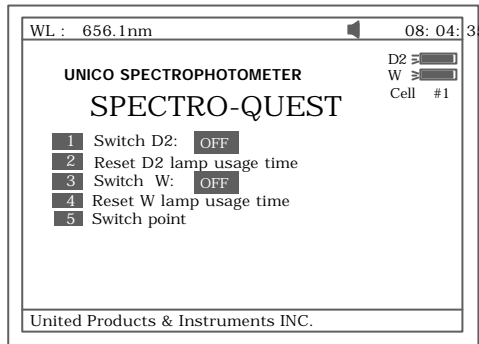 WL : 656.1nm 08: 04: 35
D2
W
Cell #1
UNICO SPECTROPHOTOMETER
SPECTRO-QUEST
1 Switch D2: OFF
2 Reset D2 lamp usage time
3 Switch W: OFF
4 Reset W lamp usage time
5 Switch point
United Products & Instruments INC.